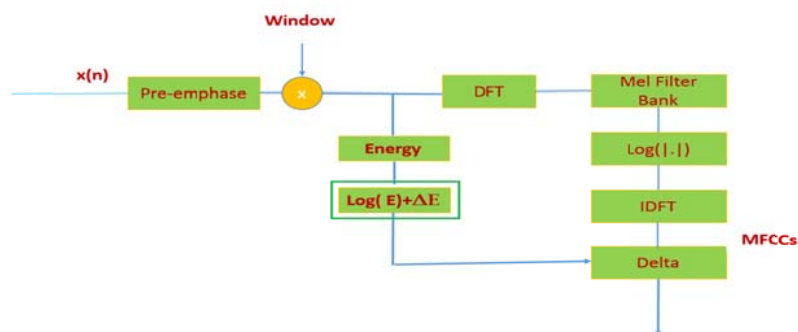 Window
x(n)
Pre-emphase
x
DFT
Mel Filter
Bank
Energy
Log(|.|)
Log( E)+ΔE
IDFT
MFCCs
Delta